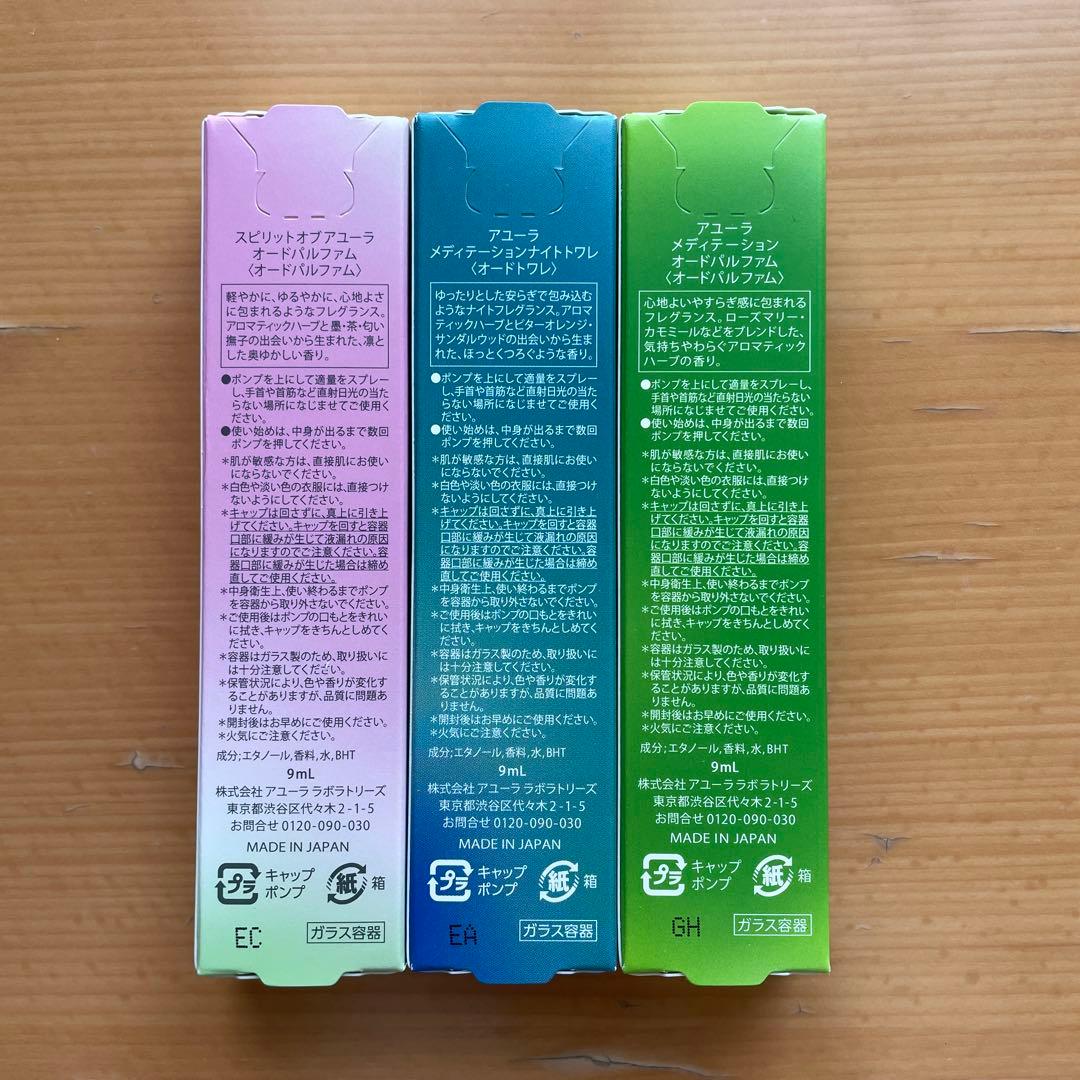 スピリットオブアユーラ
オードパルファム
〈オードパルファム〉
軽やかに、ゆるやかに、心地よさ
に包まれるようなフレグランス。
アロマティックハーブと墨・茶・匂い
撫子の出会いから生まれた、凛と
した奥ゆかしい香り。
●ポンプを上にして適量をスプレー
し、手首や首筋など直射日光の当た
らない場所になじませてご使用く
ださい。
●使い始めは、中身が出るまで数回
ポンプを押してください。
＊肌が敏感な方は、直接肌にお使い
にならないでください。
＊白色や淡い色の衣服には、直接つけ
ないようにしてください。
＊キャップは回さずに、真上に引き上
げてください。キャップを回すと容器
口部に緩みが生じて液漏れの原因
になりますのでご注意ください。容
器口部に緩みが生じた場合は締め
直してご使用ください。
＊中身衛生上、使い終わるまでポンプ
を容器から取り外さないでください。
＊ご使用後はポンプの口もとをきれい
に拭き、キャップをきちんとしめてく
ださい。
＊容器はガラス製のため、取り扱いに
は十分注意してください。
＊保管状況により、色や香りが変化す
ることがありますが、品質に問題あ
りません。
＊開封後はお早めにご使用ください。
＊火気にご注意ください。
成分;エタノール,香料,水,BHT
9mL
株式会社 アユーララボラトリーズ
東京都渋谷区代々木2-1-5
お問合せ 0120-090-030
MADE IN JAPAN
プラ
キャップ
ポンプ
紙
箱
EC
ガラス容器
アユーラ
メディテーションナイトトワレ
〈オードトワレ〉
ゆったりとした安らぎで包み込む
ようなナイトフレグランス。アロマ
ティックハーブとビターオレンジ・
サンダルウッドの出会いから生ま
れた、ほっとくつろぐような香り。
●ポンプを上にして適量をスプレー
し、手首や首筋など直射日光の当た
らない場所になじませてご使用く
ださい。
●使い始めは、中身が出るまで数回
ポンプを押してください。
＊肌が敏感な方は、直接肌にお使い
にならないでください。
＊白色や淡い色の衣服には、直接つけ
ないようにしてください。
＊キャップは回さずに、真上に引き上
げてください。キャップを回すと容器
口部に緩みが生じて液漏れの原因
になりますのでご注意ください。容
器口部に緩みが生じた場合は締め
直してご使用ください。
＊中身衛生上、使い終わるまでポンプ
を容器から取り外さないでください。
＊ご使用後はポンプの口もとをきれい
に拭き、キャップをきちんとしめてく
ださい。
＊容器はガラス製のため、取り扱いに
は十分注意してください。
＊保管状況により、色や香りが変化す
ることがありますが、品質に問題あ
りません。
＊開封後はお早めにご使用ください。
＊火気にご注意ください。
成分;エタノール,香料,水,BHT
9mL
株式会社 アユーララボラトリーズ
東京都渋谷区代々木2-1-5
お問合せ 0120-090-030
MADE IN JAPAN
プラ
キャップ
ポンプ
紙
箱
EA
ガラス容器
アユーラ
メディテーション
オードパルファム
〈オードパルファム〉
心地よいやすらぎ感に包まれる
フレグランス。ローズマリー・
カモミールなどをブレンドした、
気持ちやわらぐアロマティック
ハーブの香り。
●ポンプを上にして適量をスプレーし、
手首や首筋など直射日光の当たらない
場所になじませてご使用ください。
●使い始めは、中身が出るまで数回
ポンプを押してください。
＊肌が敏感な方は、直接肌にお使い
にならないでください。
＊白色や淡い色の衣服には、直接つけ
ないようにしてください。
＊キャップは回さずに、真上に引き上
げてください。キャップを回すと容器
口部に緩みが生じて液漏れの原因
になりますのでご注意ください。容
器口部に緩みが生じた場合は締め
直してご使用ください。
＊中身衛生上、使い終わるまでポンプ
を容器から取り外さないでください。
＊ご使用後はポンプの口もとをきれい
に拭き、キャップをきちんとしめてく
ださい。
＊容器はガラス製のため、取り扱いに
は十分注意してください。
＊保管状況により、色や香りが変化す
ることがありますが、品質に問題あ
りません。
＊開封後はお早めにご使用ください。
＊火気にご注意ください。
成分;エタノール,香料,水,BHT
9mL
株式会社 アユーララボラトリーズ
東京都渋谷区代々木2-1-5
お問合せ 0120-090-030
MADE IN JAPAN
プラ
キャップ
ポンプ
紙
箱
GH
ガラス容器